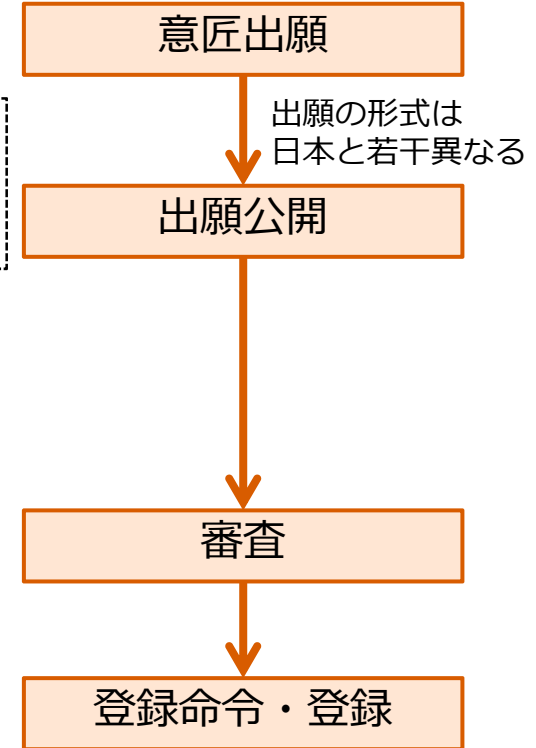 意匠出願
出願の形式は
日本と若干異なる
出願公開
審査
登録命令・登録